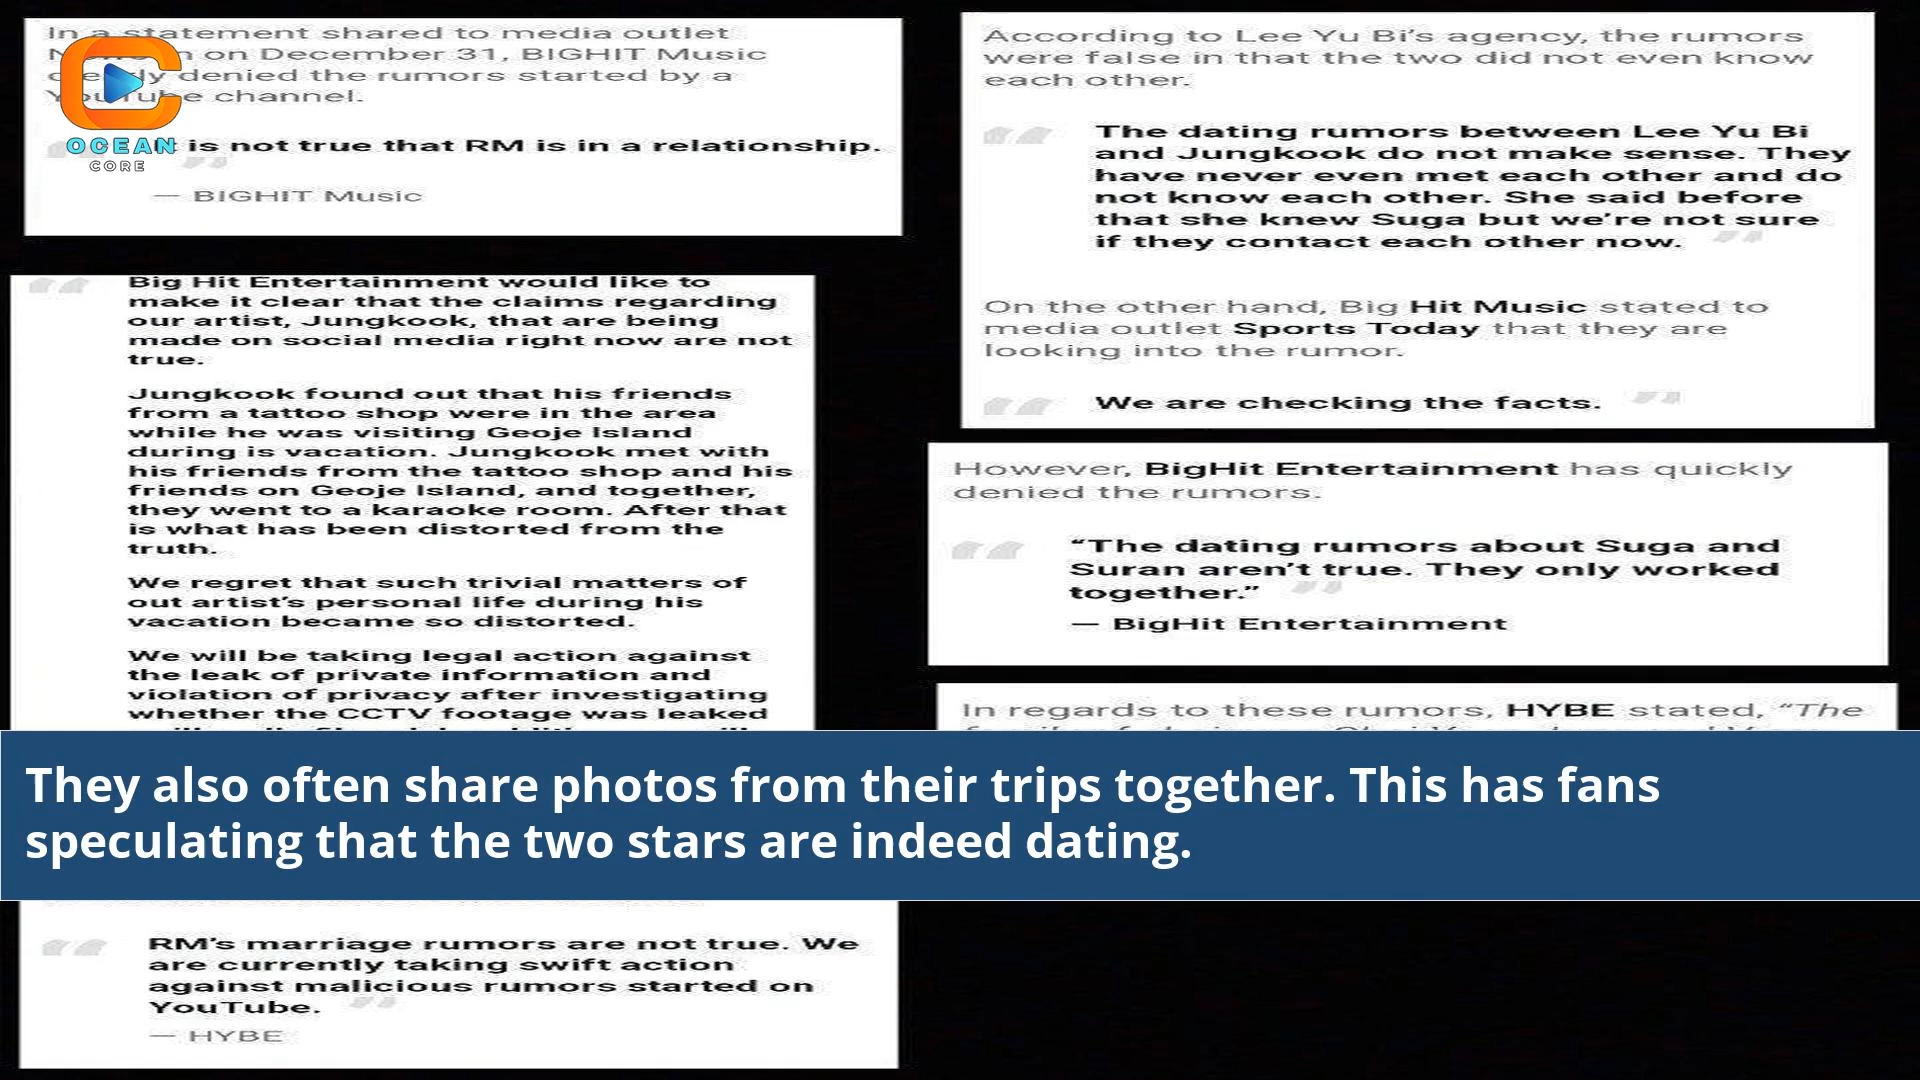 In a statement shared to media outlet
on December 31, BIGHIT Music
denied the rumors started by a
YouTube channel.
is not true that RM is in a relationship.
— BIGHIT Music
OCEAN
CORE
Big Hit Entertainment would like to
make it clear that the claims regarding
our artist, Jungkook, that are being
made on social media right now are not
true.
Jungkook found out that his friends
from a tattoo shop were in the area
while he was visiting Geoje Island
during is vacation. Jungkook met with
his friends from the tattoo shop and his
friends on Geoje Island, and together,
they went to a karaoke room. After that
is what has been distorted from the
truth.
We regret that such trivial matters of
out artist's personal life during his
vacation became so distorted.
We will be taking legal action against
the leak of private information and
violation of privacy after investigating
whether the CCTV footage was leaked
According to Lee Yu Bi's agency, the rumors
were false in that the two did not even know
each other.
The dating rumors between Lee Yu Bi
and Jungkook do not make sense. They
have never even met each other and do
not know each other. She said before
that she knew Suga but we're not sure
if they contact each other now.
On the other hand, Big Hit Music stated to
media outlet Sports Today that they are
looking into the rumor.
We are checking the facts.
However, BigHit Entertainment has quickly
denied the rumors.
“The dating rumors about Suga and
Suran aren't true. They only worked
together.”
— BigHit Entertainment
In regards to these rumors, HYBE stated, “The
They also often share photos from their trips together. This has fans
speculating that the two stars are indeed dating.
RM's marriage rumors are not true. We
are currently taking swift action
against malicious rumors started on
YouTube.
— HYBE